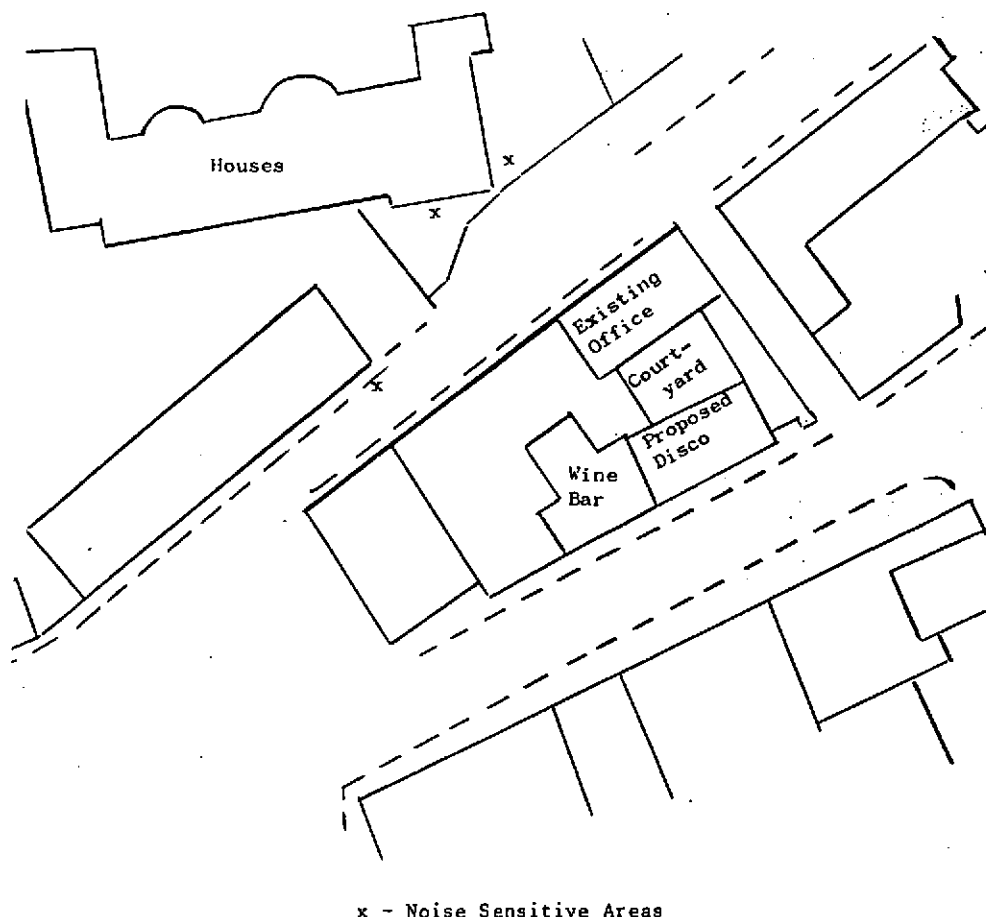 Houses
x
x
x
Existing
Office
Court-
yard
Proposed
Disco
Wine
Bar
x - Noise Sensitive Areas